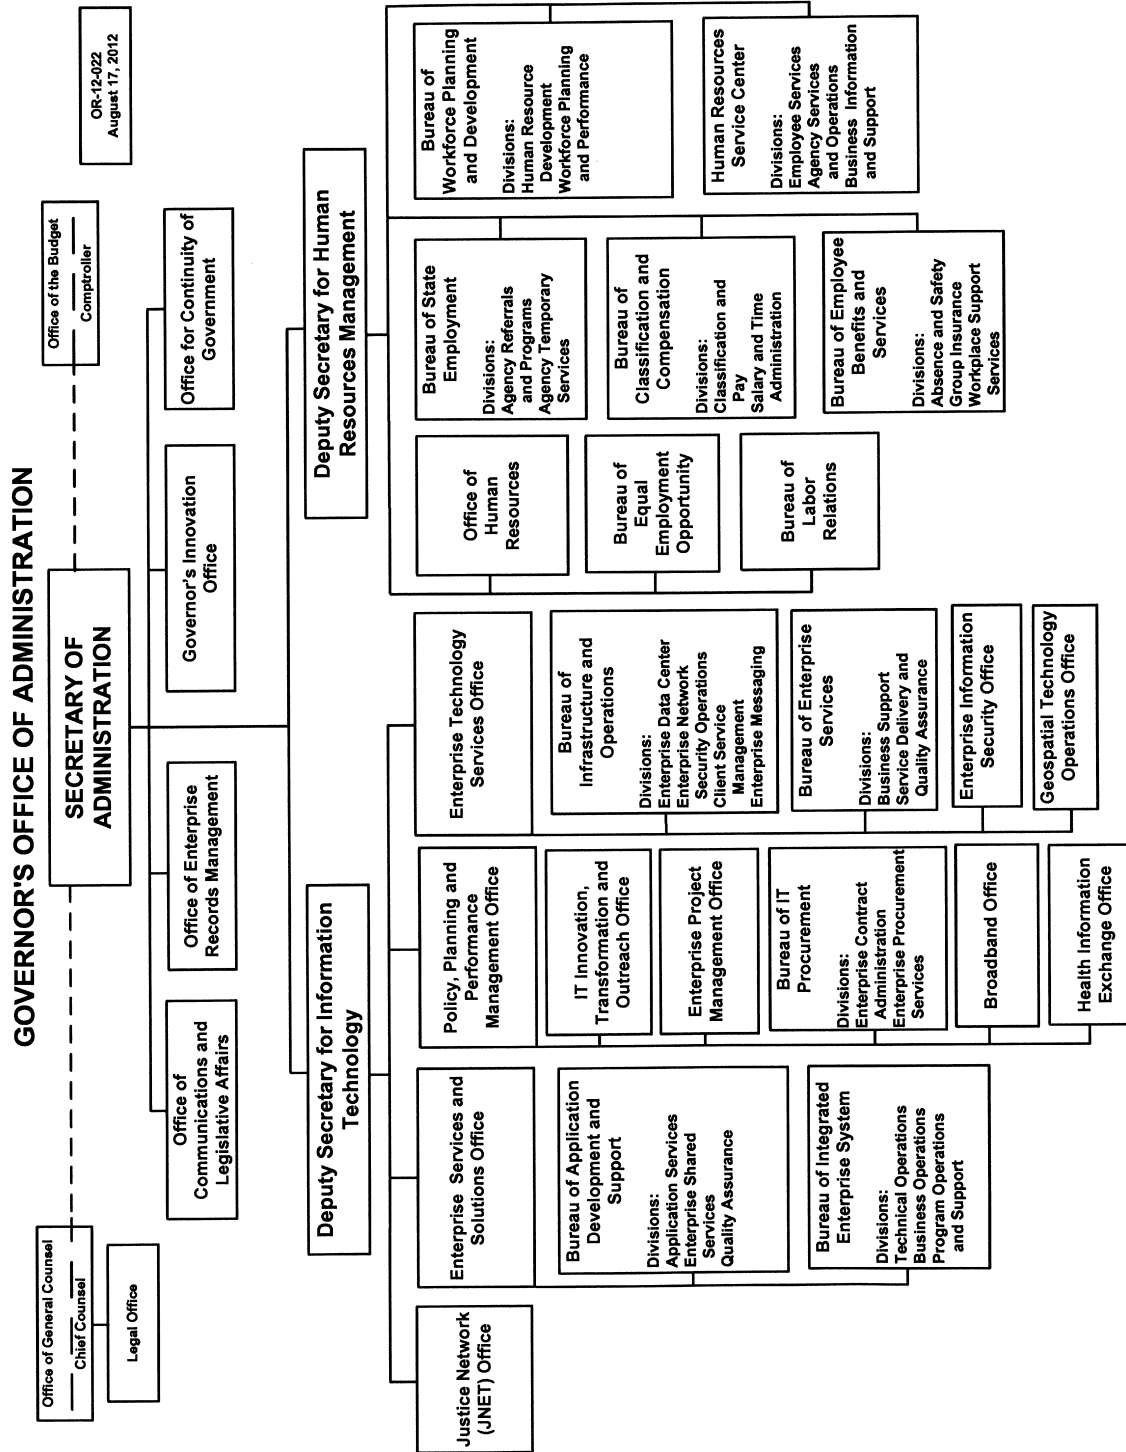 GOVERNOR'S OFFICE OF ADMINISTRATION
OR-12-022
August 17, 2012
Office of General Counsel
Chief Counsel
Legal Office
SECRETARY OF
ADMINISTRATION
Office of the Budget
Comptroller
Office of
Communications and
Legislative Affairs
Office of Enterprise
Records Management
Governor's Innovation
Office
Office for Continuity of
Government
Deputy Secretary for Information
Technology
Deputy Secretary for Human
Resources Management
Justice Network
(JNET) Office
Enterprise Services and
Solutions Office
Bureau of Application
Development and
Support
Divisions:
Application Services
Enterprise Shared
Services
Quality Assurance
Bureau of Integrated
Enterprise System
Divisions:
Technical Operations
Business Operations
Program Operations
and Support
Policy, Planning and
Performance
Management Office
IT Innovation,
Transformation and
Outreach Office
Enterprise Project
Management Office
Bureau of IT
Procurement
Divisions:
Enterprise Contract
Administration
Enterprise Procurement
Services
Broadband Office
Health Information
Exchange Office
Enterprise Technology
Services Office
Bureau of
Infrastructure and
Operations
Divisions:
Enterprise Data Center
Enterprise Network
Security Operations
Client Service
Management
Enterprise Messaging
Bureau of Enterprise
Services
Divisions:
Business Support
Service Delivery and
Quality Assurance
Enterprise Information
Security Office
Geospatial Technology
Operations Office
Office of
Human
Resources
Bureau of
Equal
Employment
Opportunity
Bureau of
Labor
Relations
Bureau of State
Employment
Divisions:
Agency Referrals
and Programs
Agency Temporary
Services
Bureau of
Classification and
Compensation
Divisions:
Classification and
Pay
Salary and Time
Administration
Bureau of Employee
Benefits and
Services
Divisions:
Absence and Safety
Group Insurance
Workplace Support
Services
Bureau of
Workforce Planning
and Development
Divisions:
Human Resource
Development
Workforce Planning
and Performance
Human Resources
Service Center
Divisions:
Employee Services
Agency Services
and Operations
Business Information
and Support